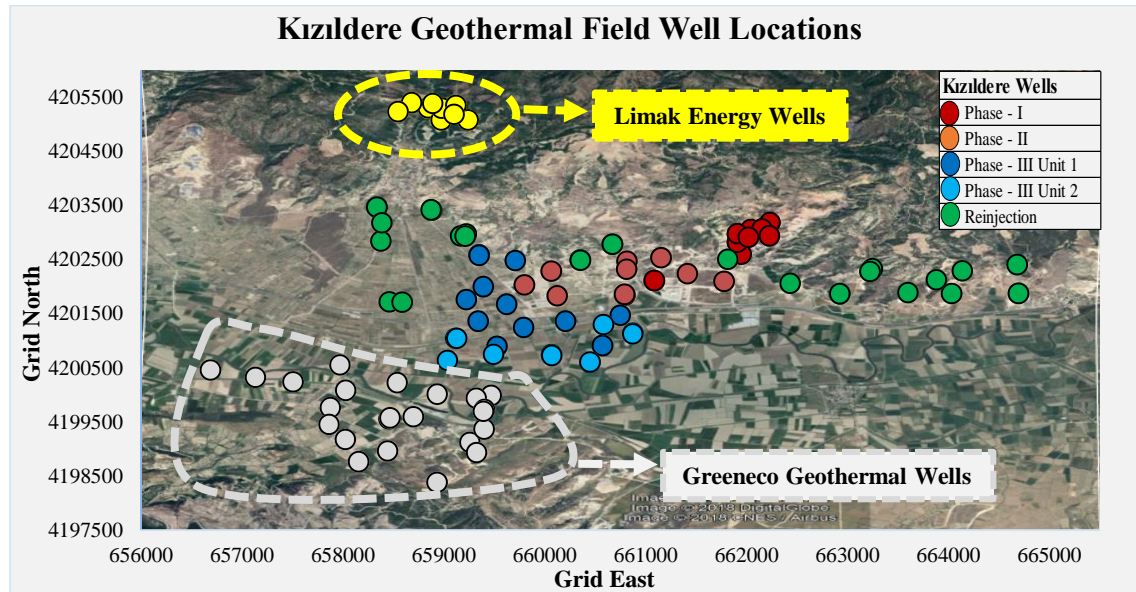 Kızıldere Geothermal Field Well Locations
4205500
4204500
4203500
4202500
4201500
4200500
4199500
4198500
4197500
Grid North
Limak Energy Wells
Kızıldere Wells
Phase - I
Phase - II
Phase - III Unit 1
Phase - III Unit 2
Reinjection
Greeneco Geothermal Wells
Image © 2018 DigitalGlobe
Image © 2018 CNES / Airbus
656000 657000 658000 659000 660000 661000 662000 663000 664000 665000
Grid East